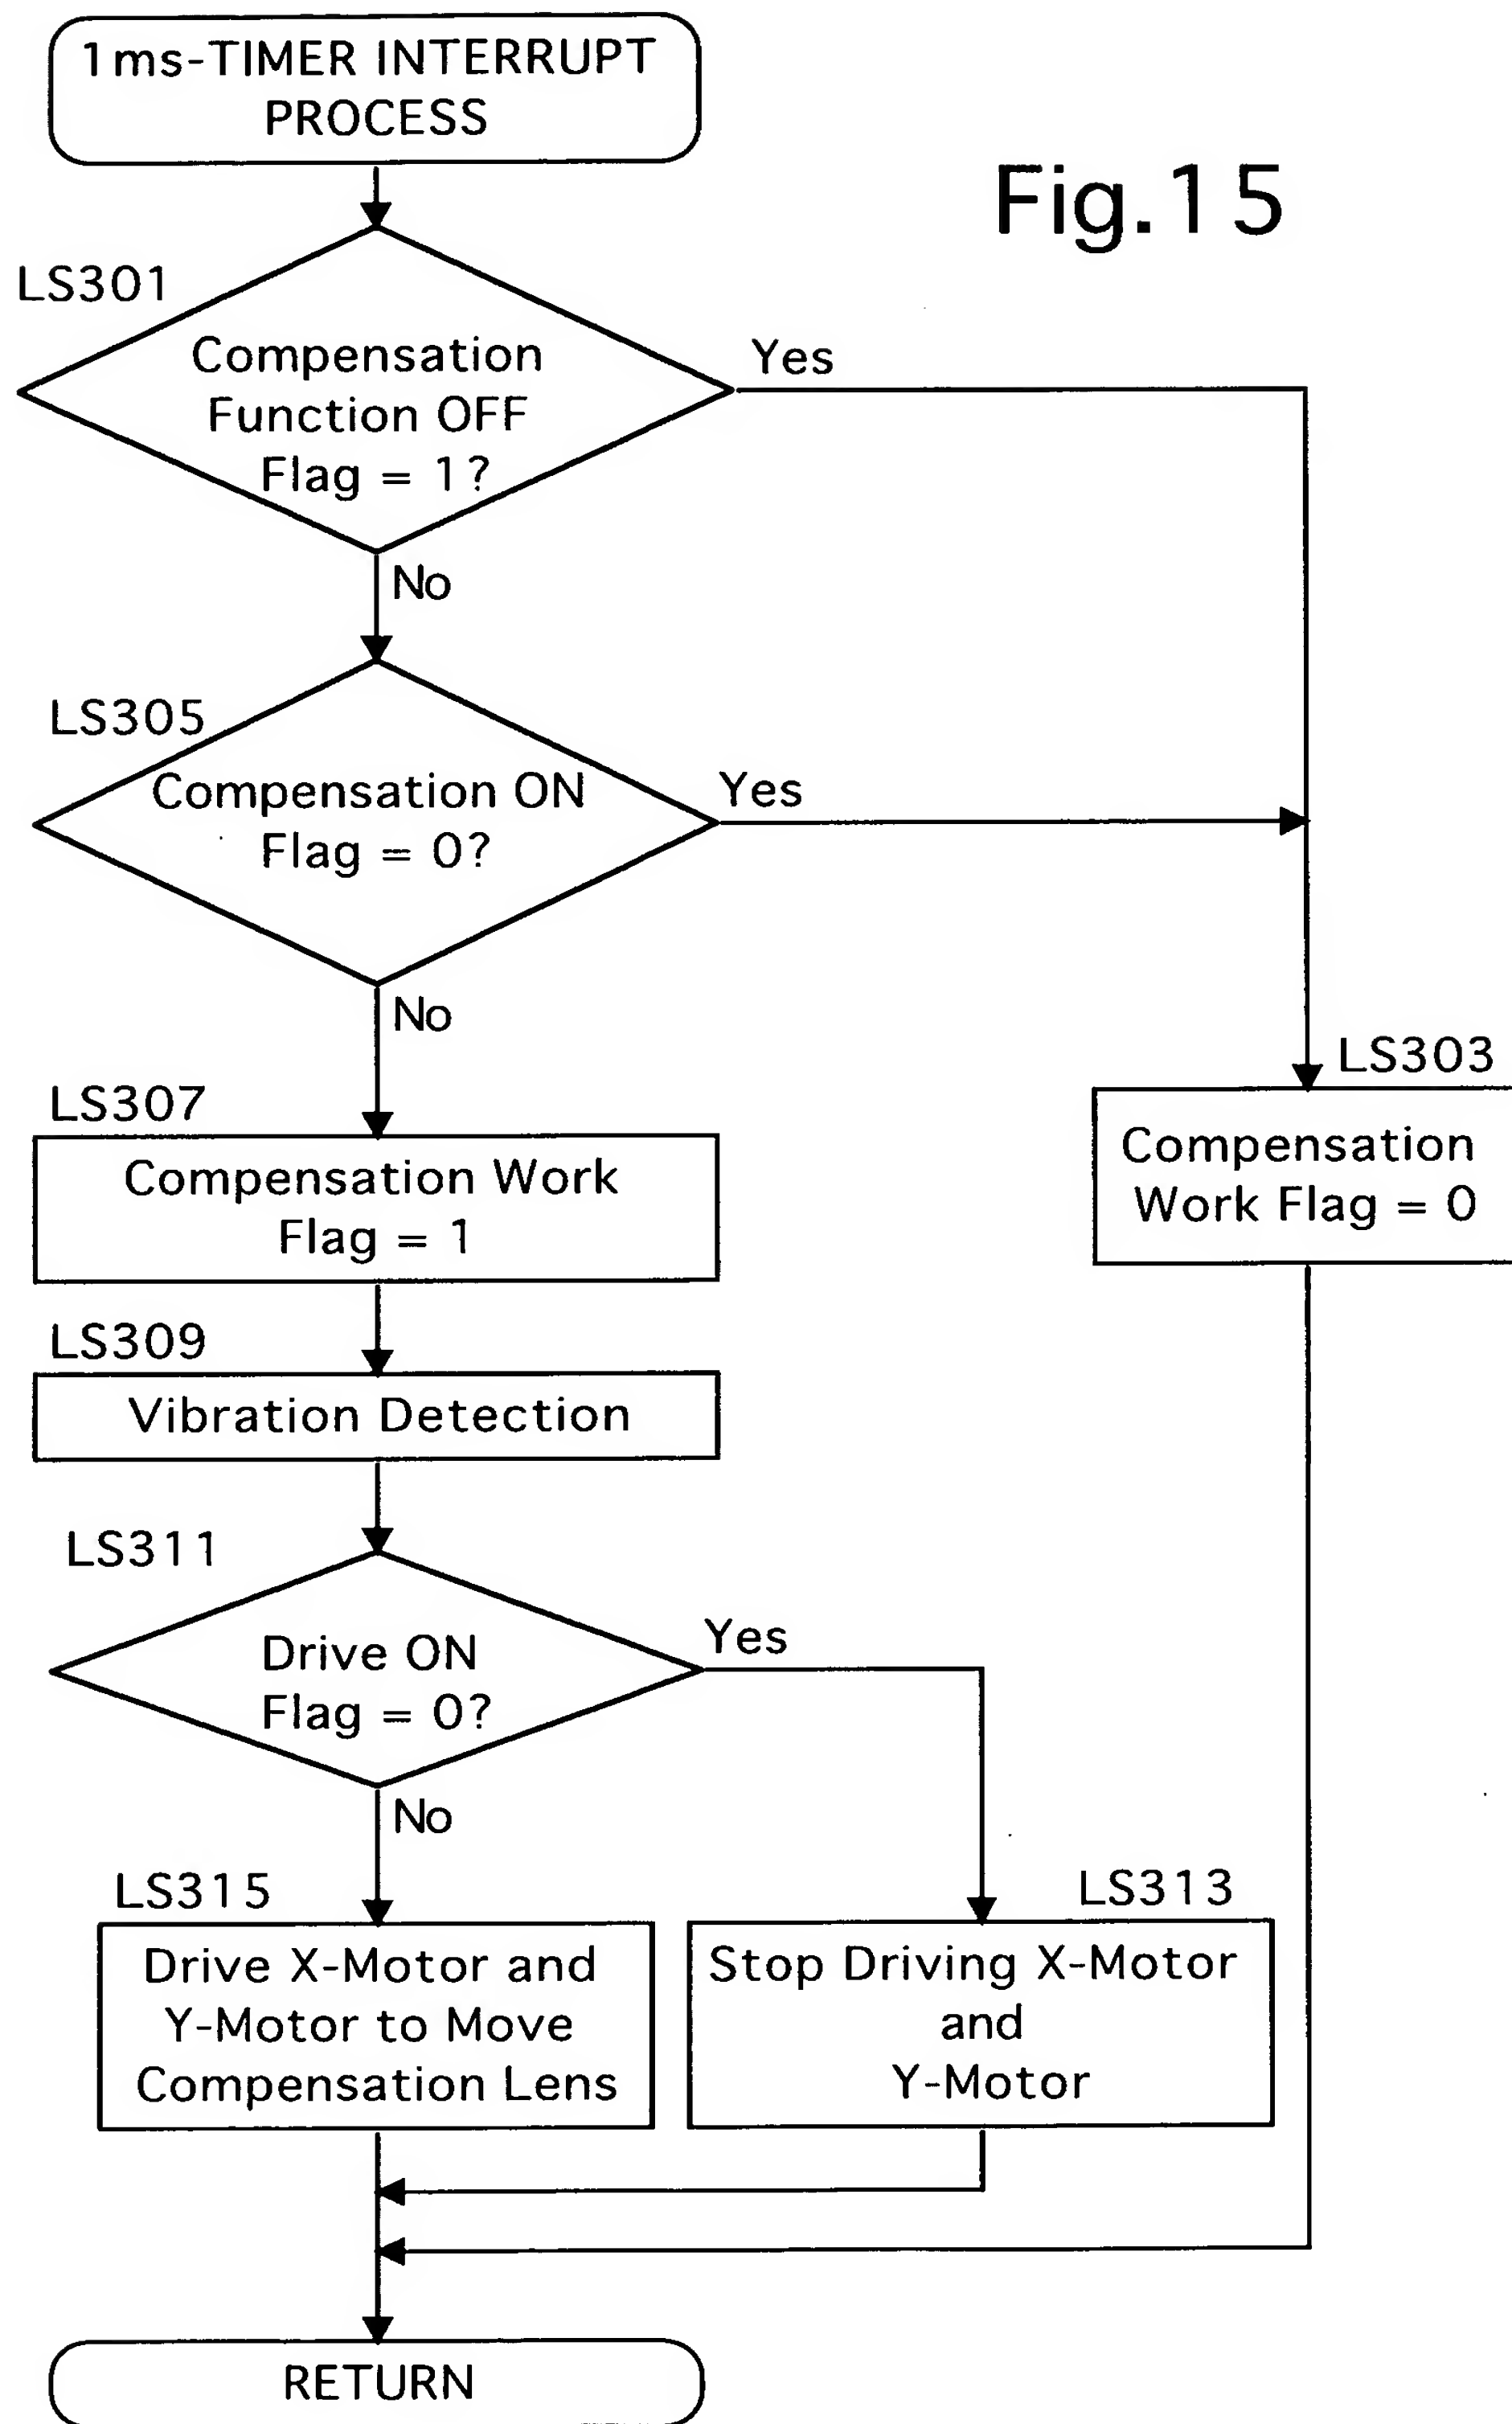 1ms-TIMER INTERRUPT
PROCESS
Fig.15
LS301
Compensation
Function OFF
Flag = 1?
Yes
No
LS305
Compensation ON
Flag = 0?
Yes
No
LS303
Compensation
Work Flag = 0
LS307
Compensation Work
Flag = 1
LS309
Vibration Detection
LS311
Drive ON
Flag = 0?
Yes
No
LS315
Drive X-Motor and
Y-Motor to Move
Compensation Lens
LS313
Stop Driving X-Motor
and
Y-Motor
RETURN